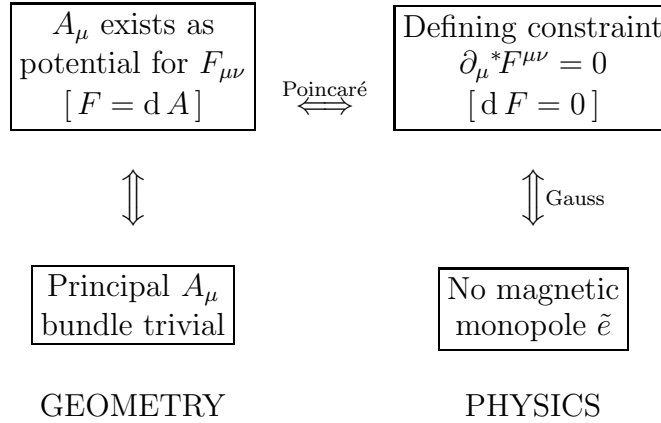 A_μ exists as
potential for F_μν
[ F = d A ]
Poincaré
⟺
Defining constraint
∂_μ *F^μν = 0
[ d F = 0 ]
⇕
⇕ Gauss
Principal A_μ
bundle trivial
No magnetic
monopole ẽ
GEOMETRY
PHYSICS